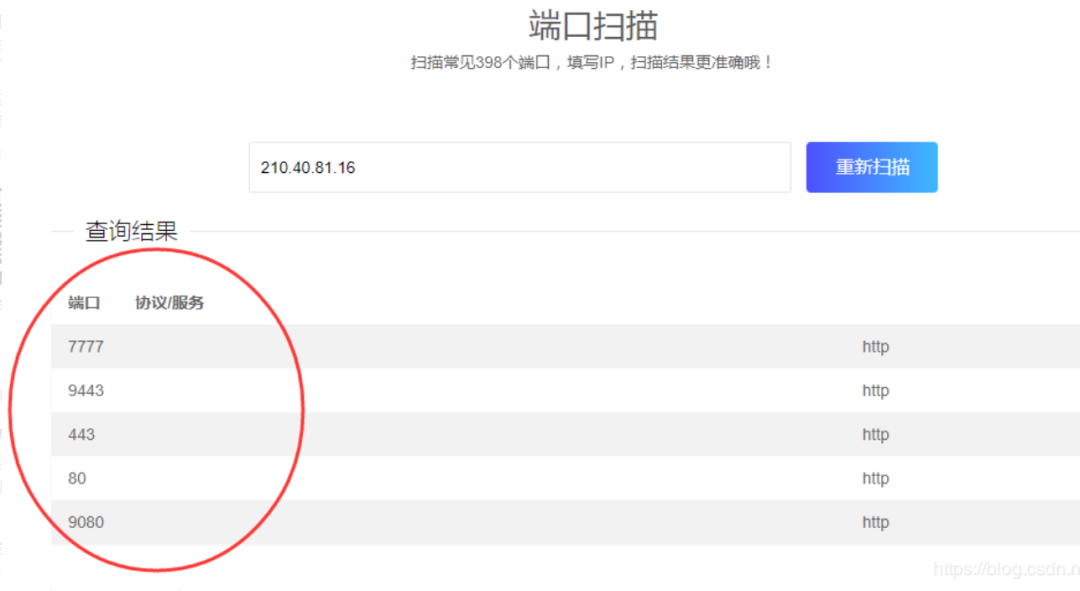 端口扫描
扫描常见398个端口，填写IP，扫描结果更准确哦！
210.40.81.16 重新扫描
查询结果
端口 协议/服务
7777 http
9443 http
443 http
80 http
9080 http
https://blog.csdn.n